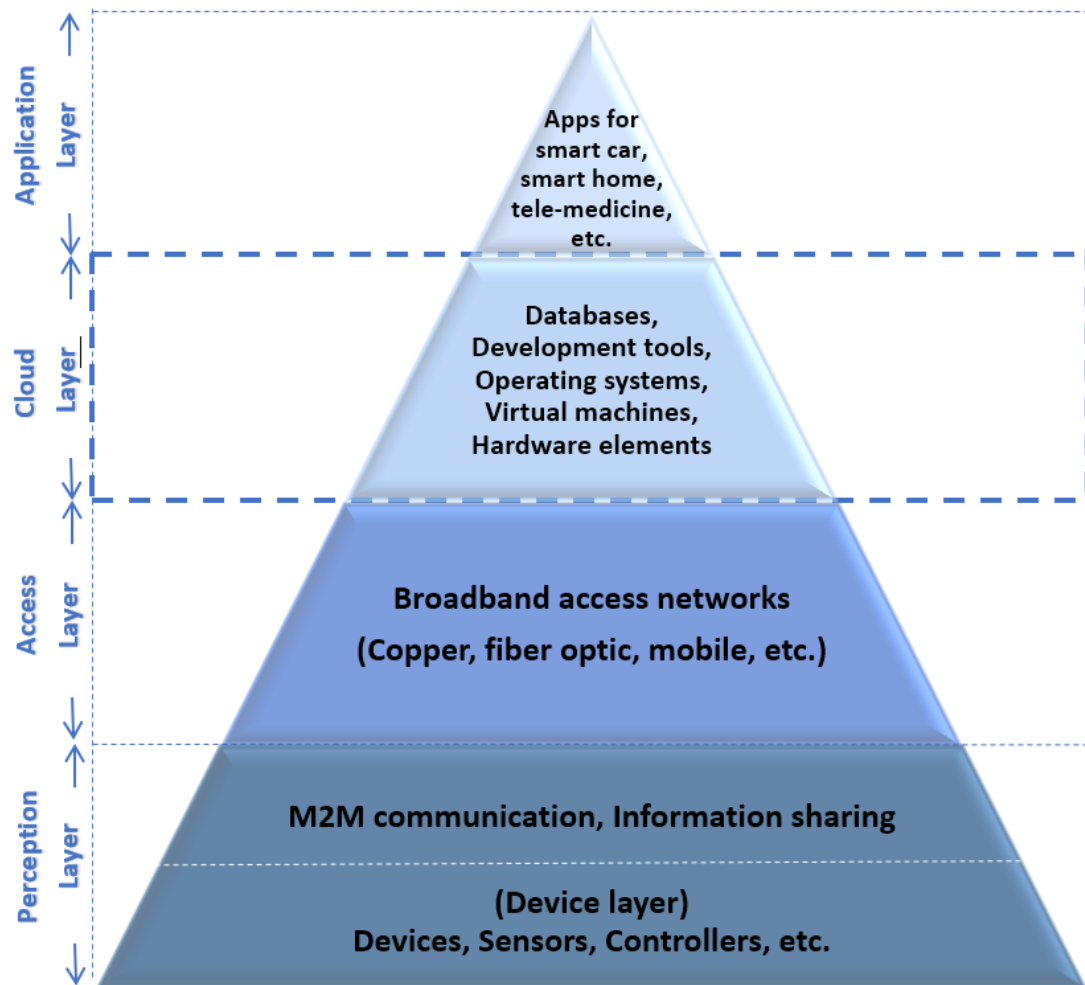 Application
Layer
Apps for
smart car,
smart home,
tele-medicine,
etc.
Cloud
Layer
Databases,
Development tools,
Operating systems,
Virtual machines,
Hardware elements
Access
Layer
Broadband access networks
(Copper, fiber optic, mobile, etc.)
Perception
Layer
M2M communication, Information sharing
(Device layer)
Devices, Sensors, Controllers, etc.